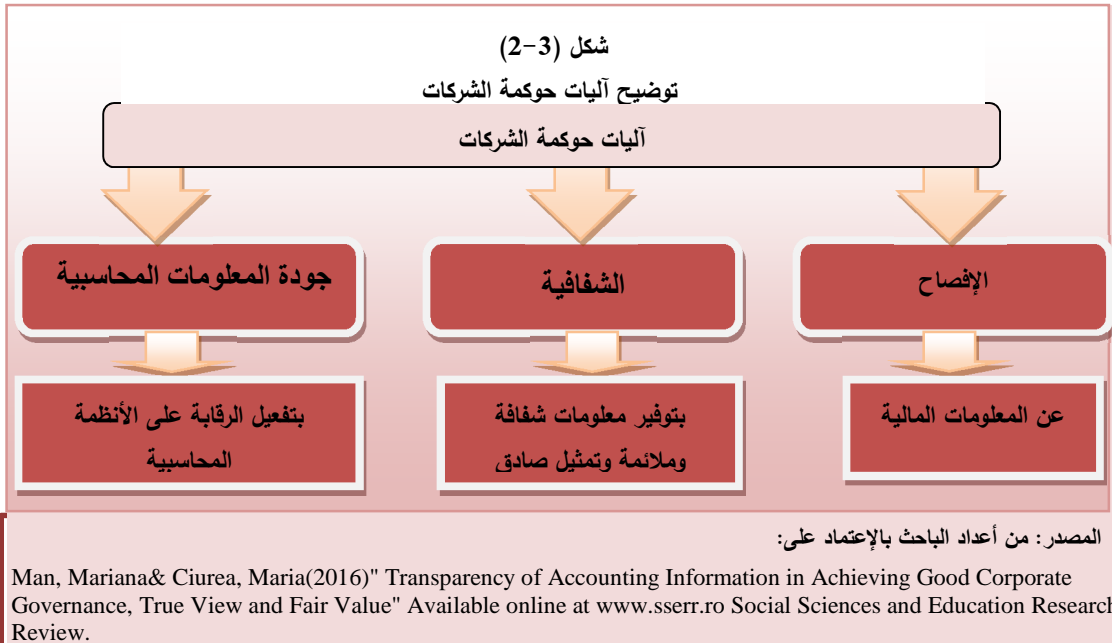 شكل (3-2)
توضيح آليات حوكمة الشركات
آليات حوكمة الشركات
الإفصاح
الشفافية
جودة المعلومات المحاسبية
عن المعلومات المالية
بتوفير معلومات شفافة
وملائمة وتمثيل صادق
بتفعيل الرقابة على الأنظمة
المحاسبية
المصدر: من أعداد الباحث بالإعتماد على:
Man, Mariana& Ciurea, Maria(2016)" Transparency of Accounting Information in Achieving Good Corporate
Governance, True View and Fair Value" Available online at www.sserr.ro Social Sciences and Education Research
Review.